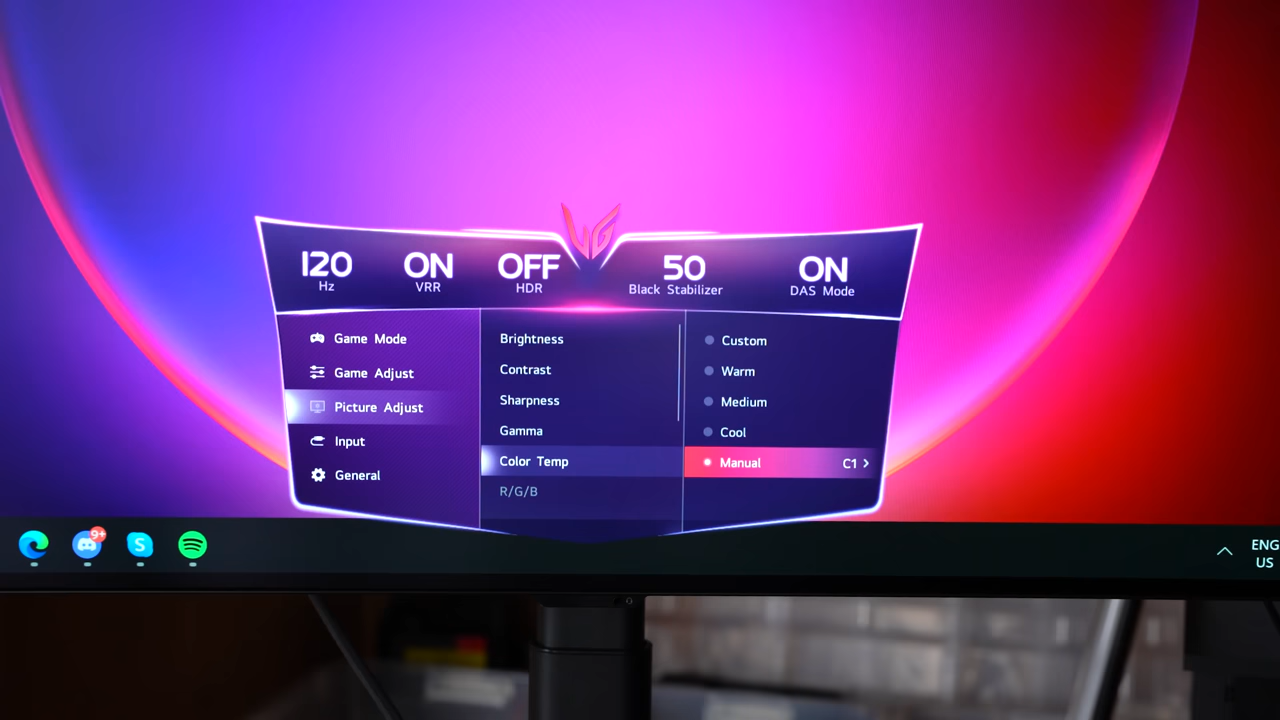 120 ON OFF 50 ON
Hz VRR HDR Black Stabilizer DAS Mode
Game Mode
Game Adjust
Picture Adjust
Input
General
Brightness
Contrast
Sharpness
Gamma
Color Temp
R/G/B
Custom
Warm
Medium
Cool
Manual C1 >
9+
S
ENG
US